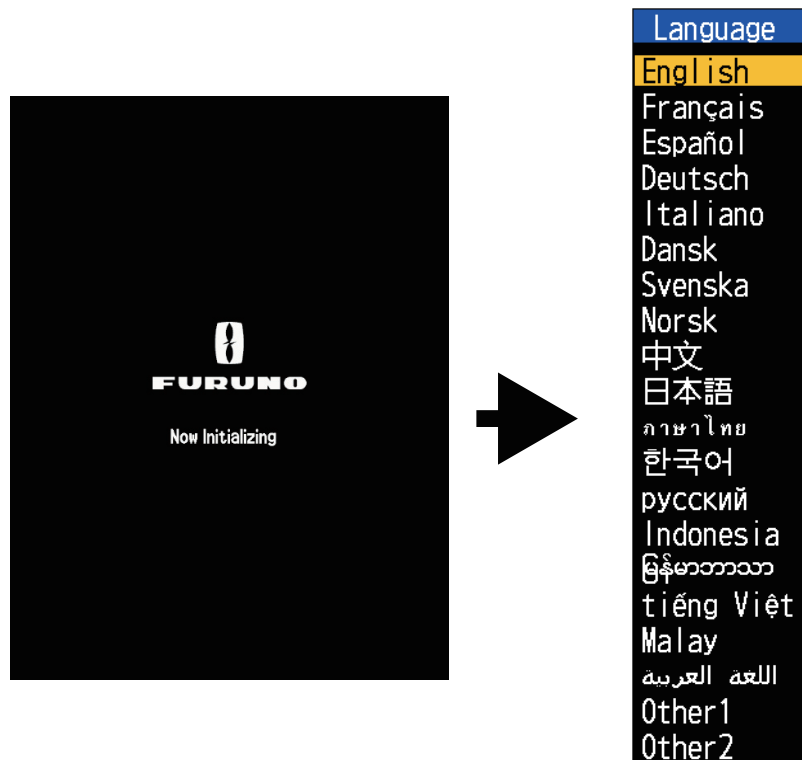 FURUNO
Now Initializing
Language
English
Français
Español
Deutsch
Italiano
Dansk
Svenska
Norsk
中文
日本語
ภาษาไทย
한국어
русский
Indonesia
မြန်မာဘာသာ
tiếng Việt
Malay
اللغة العربية
Other1
Other2